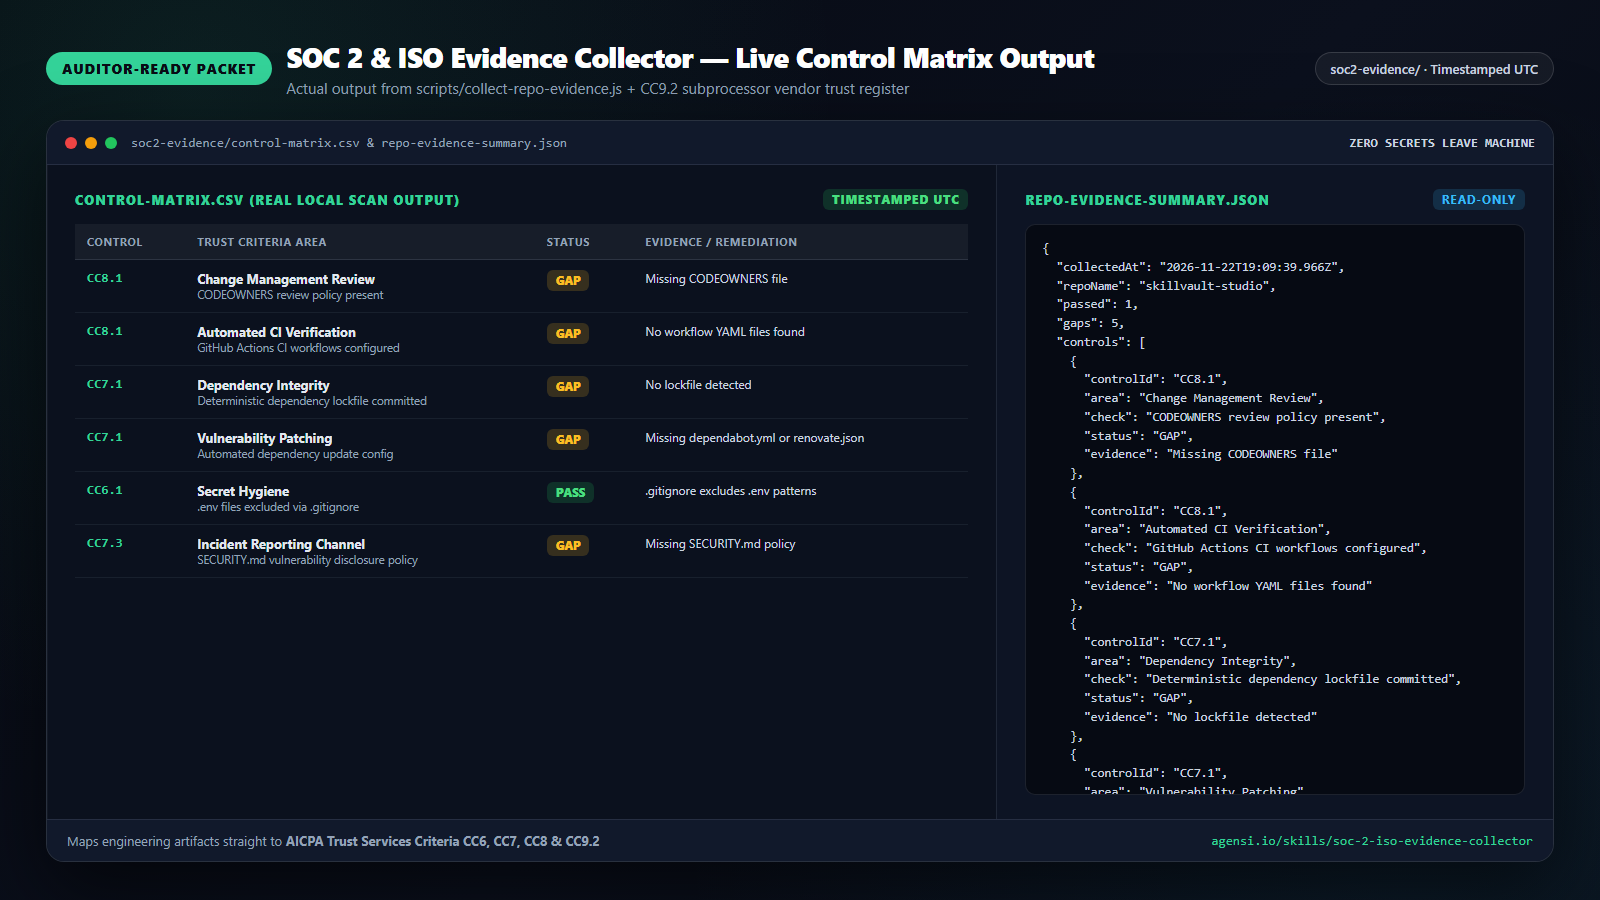 AUDITOR-READY PACKET
SOC 2 & ISO Evidence Collector — Live Control Matrix Output
Actual output from scripts/collect-repo-evidence.js + CC9.2 subprocessor vendor trust register
soc2-evidence/ · Timestamped UTC
soc2-evidence/control-matrix.csv & repo-evidence-summary.json
ZERO SECRETS LEAVE MACHINE
CONTROL-MATRIX.CSV (REAL LOCAL SCAN OUTPUT)
TIMESTAMPED UTC
CONTROL TRUST CRITERIA AREA STATUS EVIDENCE / REMEDIATION
CC8.1 Change Management Review GAP Missing CODEOWNERS file
CODEOWNERS review policy present
CC8.1 Automated CI Verification GAP No workflow YAML files found
GitHub Actions CI workflows configured
CC7.1 Dependency Integrity GAP No lockfile detected
Deterministic dependency lockfile committed
CC7.1 Vulnerability Patching GAP Missing dependabot.yml or renovate.json
Automated dependency update config
CC6.1 Secret Hygiene PASS .gitignore excludes .env patterns
.env files excluded via .gitignore
CC7.3 Incident Reporting Channel GAP Missing SECURITY.md policy
SECURITY.md vulnerability disclosure policy
REPO-EVIDENCE-SUMMARY.JSON
READ-ONLY
{
"collectedAt": "2026-11-22T19:09:39.966Z",
"repoName": "skillvault-studio",
"passed": 1,
"gaps": 5,
"controls": [
{
"controlId": "CC8.1",
"area": "Change Management Review",
"check": "CODEOWNERS review policy present",
"status": "GAP",
"evidence": "Missing CODEOWNERS file"
},
{
"controlId": "CC8.1",
"area": "Automated CI Verification",
"check": "GitHub Actions CI workflows configured",
"status": "GAP",
"evidence": "No workflow YAML files found"
},
{
"controlId": "CC7.1",
"area": "Dependency Integrity",
"check": "Deterministic dependency lockfile committed",
"status": "GAP",
"evidence": "No lockfile detected"
},
{
"controlId": "CC7.1",
"area": "Vulnerability Patching"
Maps engineering artifacts straight to AICPA Trust Services Criteria CC6, CC7, CC8 & CC9.2
agensi.io/skills/soc-2-iso-evidence-collector